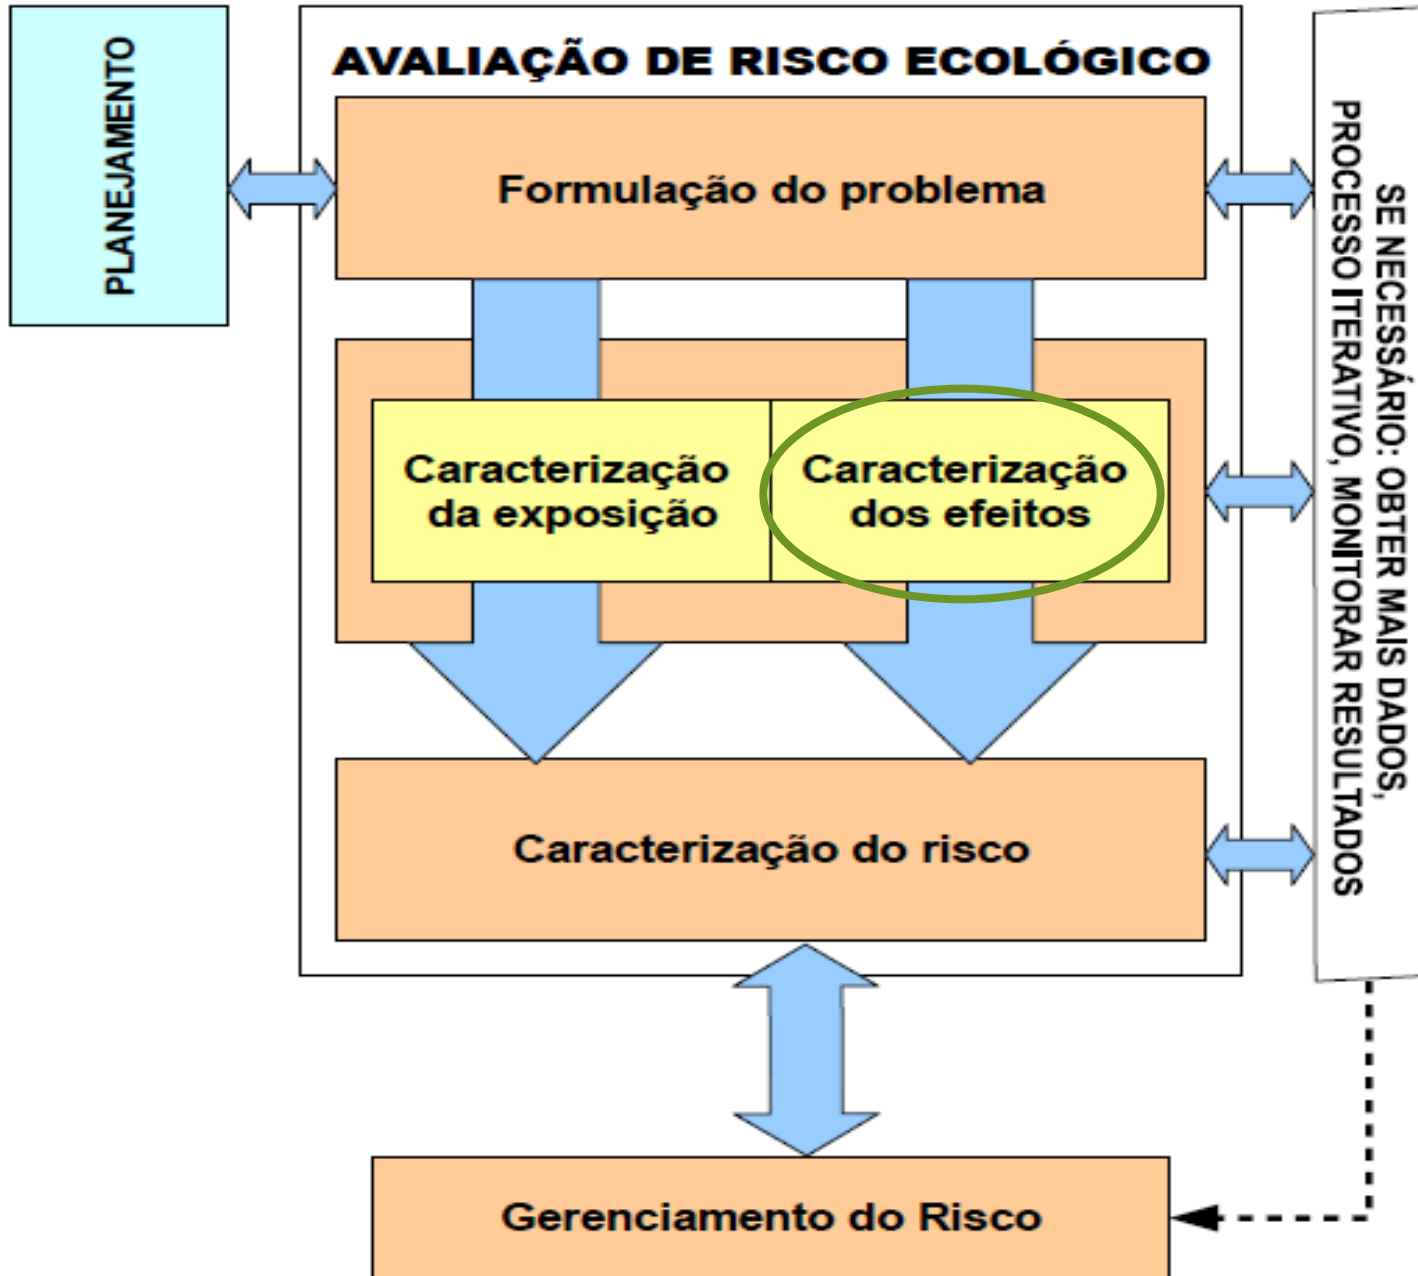 PLANEJAMENTO
AVALIAÇÃO DE RISCO ECOLÓGICO
Formulação do problema
Caracterização
da exposição
Caracterização
dos efeitos
Caracterização do risco
Gerenciamento do Risco
SE NECESSÁRIO: OBTER MAIS DADOS,
PROCESSO ITERATIVO, MONITORAR RESULTADOS